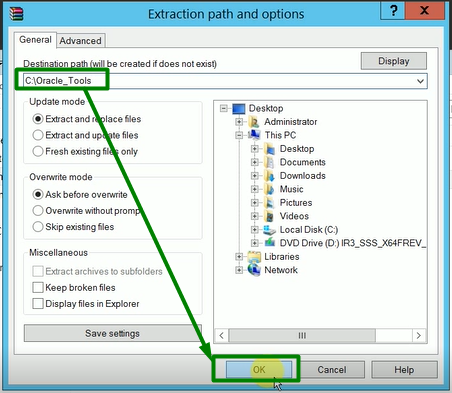 Extraction path and options
?
X
General
Advanced
Destination path (will be created if does not exist)
Display
C:\Oracle_Tools
Update mode
Extract and replace files
Extract and update files
Fresh existing files only
Overwrite mode
Ask before overwrite
Overwrite without promp
Skip existing files
Miscellaneous
Extract archives to subfolders
Keep broken files
Display files in Explorer
Save settings
Desktop
Administrator
This PC
Desktop
Documents
Downloads
Music
Pictures
Videos
Local Disk (C:)
DVD Drive (D:) IR3_SSS_X64FREV_
Libraries
Network
OK
Cancel
Help